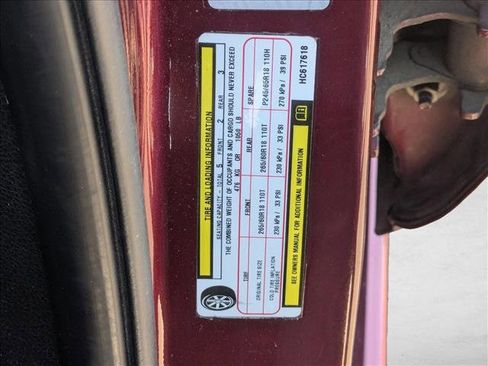 TIRE AND LOADING INFORMATION
SEATING CAPACITY - TOTAL 5 FRONT 2 REAR 3
THE COMBINED WEIGHT OF OCCUPANTS AND CARGO SHOULD NEVER EXCEED
476 KG OR 1050 LB
TIRE FRONT REAR SPARE
ORIGINAL TIRE SIZE 265/60R18 110T 265/60R18 110T P245/65R18 110H
COLD TIRE INFLATION PRESSURE 230 kPa / 33 PSI 230 kPa / 33 PSI 270 kPa / 39 PSI
SEE OWNERS MANUAL FOR ADDITIONAL INFORMATION
HC617618